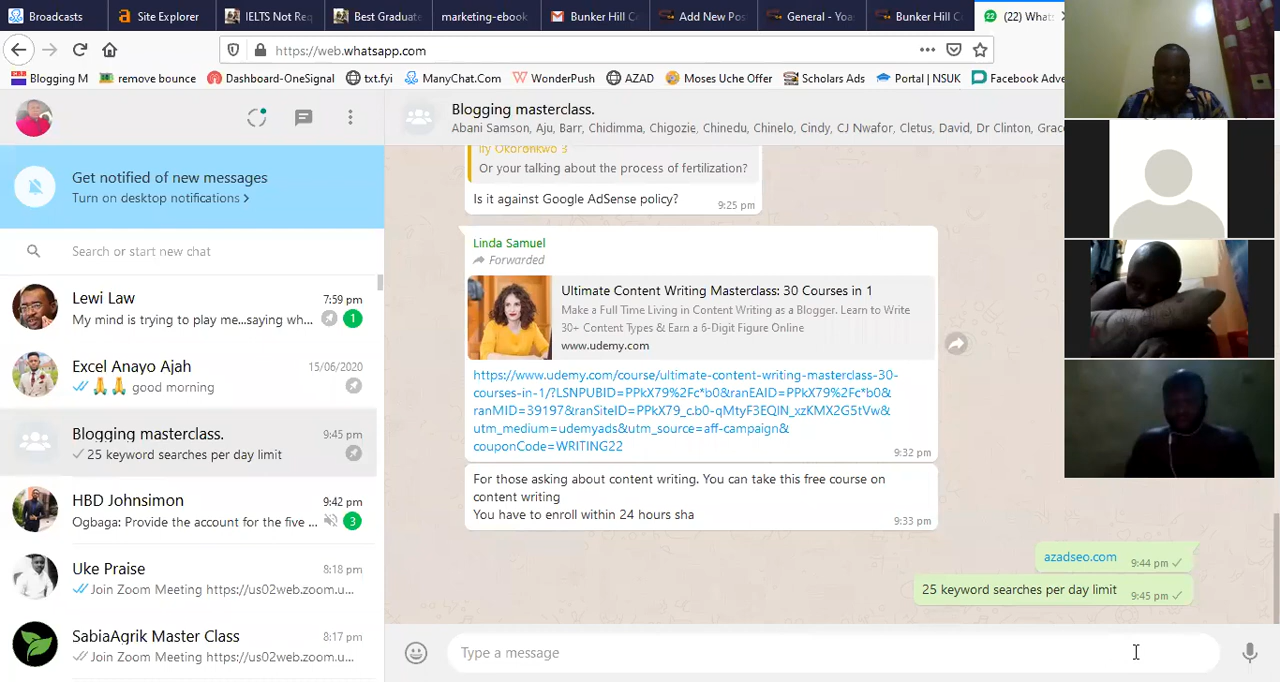 Broadcasts
Site Explorer
IELTS Not Re
Best Graduate
marketing-ebook
Bunker Hill C
Add New Pos
General - Yoa
Bunker Hill C
(22) Whats
https://web.whatsapp.com
Blogging M
remove bounce
Dashboard-OneSignal
txt.fyi
ManyChat.Com
WonderPush
AZAD
Moses Uche Offer
Scholars Ads
Portal | NSUK
Facebook Adve
Get notified of new messages
Turn on desktop notifications >
Search or start new chat
Lewi Law
7:59 pm
My mind is trying to play me...saying wh...
1
Excel Anayo Ajah
15/06/2020
🙏🙏 good morning
Blogging masterclass.
9:45 pm
25 keyword searches per day limit
HBD Johnsimon
9:42 pm
Ogbaga: Provide the account for the five ...
3
Uke Praise
8:18 pm
Join Zoom Meeting https://us02web.zoom.u...
SabiaAgrik Master Class
8:17 pm
Join Zoom Meeting https://us02web.zoom.u...
Blogging masterclass.
Abani Samson, Aju, Barr, Chidimma, Chigozie, Chinedu, Chinelo, Cindy, CJ Nwafor, Cletus, David, Dr Clinton, Grace
Ify Okoronkwo 3
Or your talking about the process of fertilization?
Is it against Google AdSense policy?
9:25 pm
Linda Samuel
Forwarded
Ultimate Content Writing Masterclass: 30 Courses in 1
Make a Full Time Living in Content Writing as a Blogger. Learn to Write
30+ Content Types & Earn a 6-Digit Figure Online
www.udemy.com
https://www.udemy.com/course/ultimate-content-writing-masterclass-30-
courses-in-1/?LSNPUBID=PPkX79%2Fc*b0&ranEAID=PPkX79%2Fc*b0&
ranMID=39197&ranSiteID=PPkX79_c.b0-qMtyF3EQIN_xzKMX2G5tVw&
utm_medium=udemyads&utm_source=aff-campaign&
couponCode=WRITING22
9:32 pm
For those asking about content writing. You can take this free course on
content writing
You have to enroll within 24 hours sha
9:33 pm
azadseo.com
9:44 pm
25 keyword searches per day limit
9:45 pm
Type a message